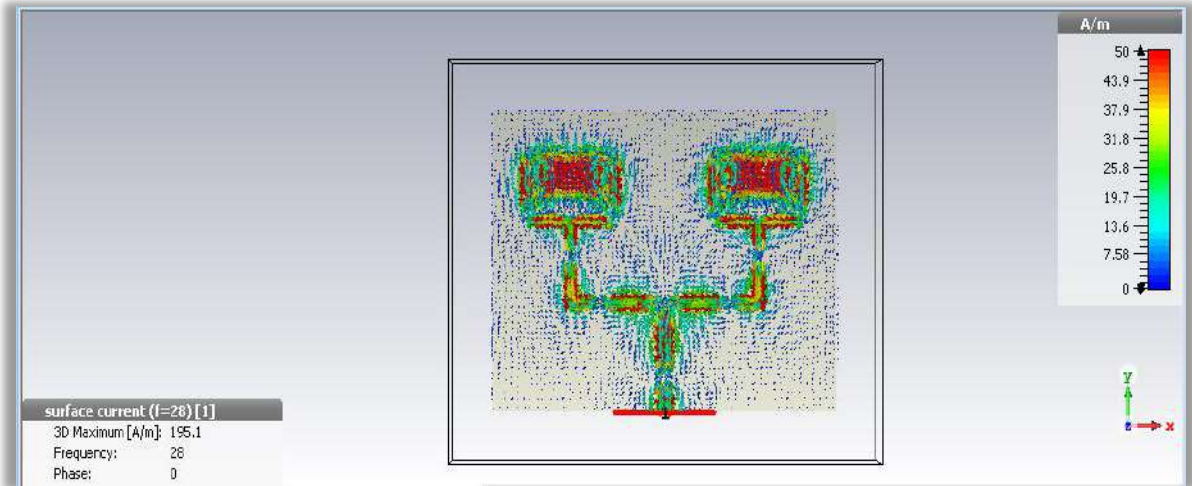 A/m
50
43.9
37.9
31.8
25.8
19.7
13.6
7.58
0
1
y
z x
surface current (f=28) [1]
3D Maximum [A/m]: 195.1
Frequency: 28
Phase: 0